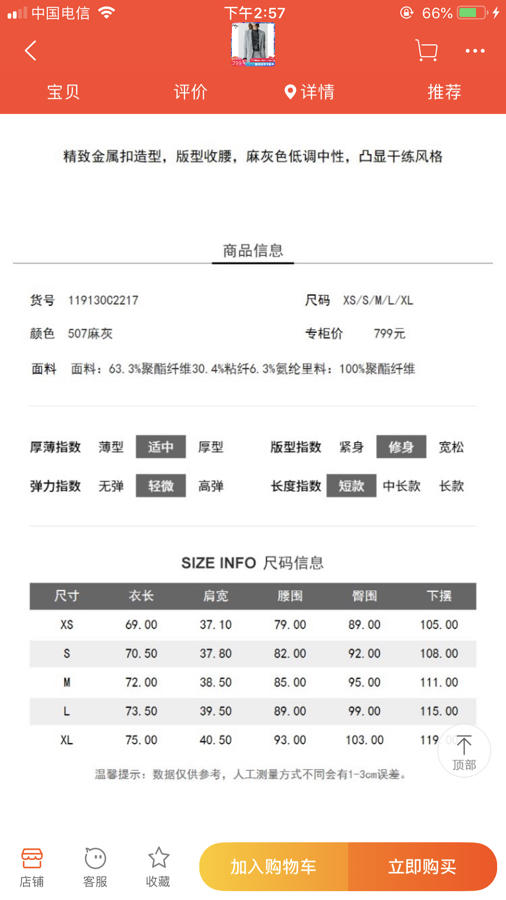 中国电信 下午2:57 66%
宝贝 评价 详情 推荐
精致金属扣造型，版型收腰，麻灰色低调中性，凸显干练风格
商品信息
货号 119130C2217 尺码 XS/S/M/L/XL
颜色 507麻灰 专柜价 799元
面料 面料：63.3%聚酯纤维30.4%粘纤6.3%氨纶里料：100%聚酯纤维
厚薄指数 薄型 适中 厚型 版型指数 紧身 修身 宽松
弹力指数 无弹 轻微 高弹 长度指数 短款 中长款 长款
SIZE INFO 尺码信息
尺寸 衣长 肩宽 腰围 臀围 下摆
XS 69.00 37.10 79.00 89.00 105.00
S 70.50 37.80 82.00 92.00 108.00
M 72.00 38.50 85.00 95.00 111.00
L 73.50 39.50 89.00 99.00 115.00
XL 75.00 40.50 93.00 103.00
顶部
温馨提示：数据仅供参考，人工测量方式不同会有1-3cm误差。
店铺 客服 收藏 加入购物车 立即购买